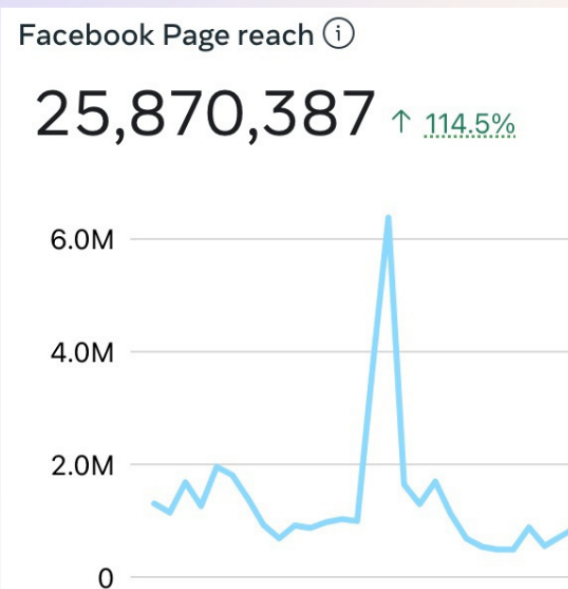 Facebook Page reach ⓘ
25,870,387 ↑ 114.5%
6.0M
4.0M
2.0M
0